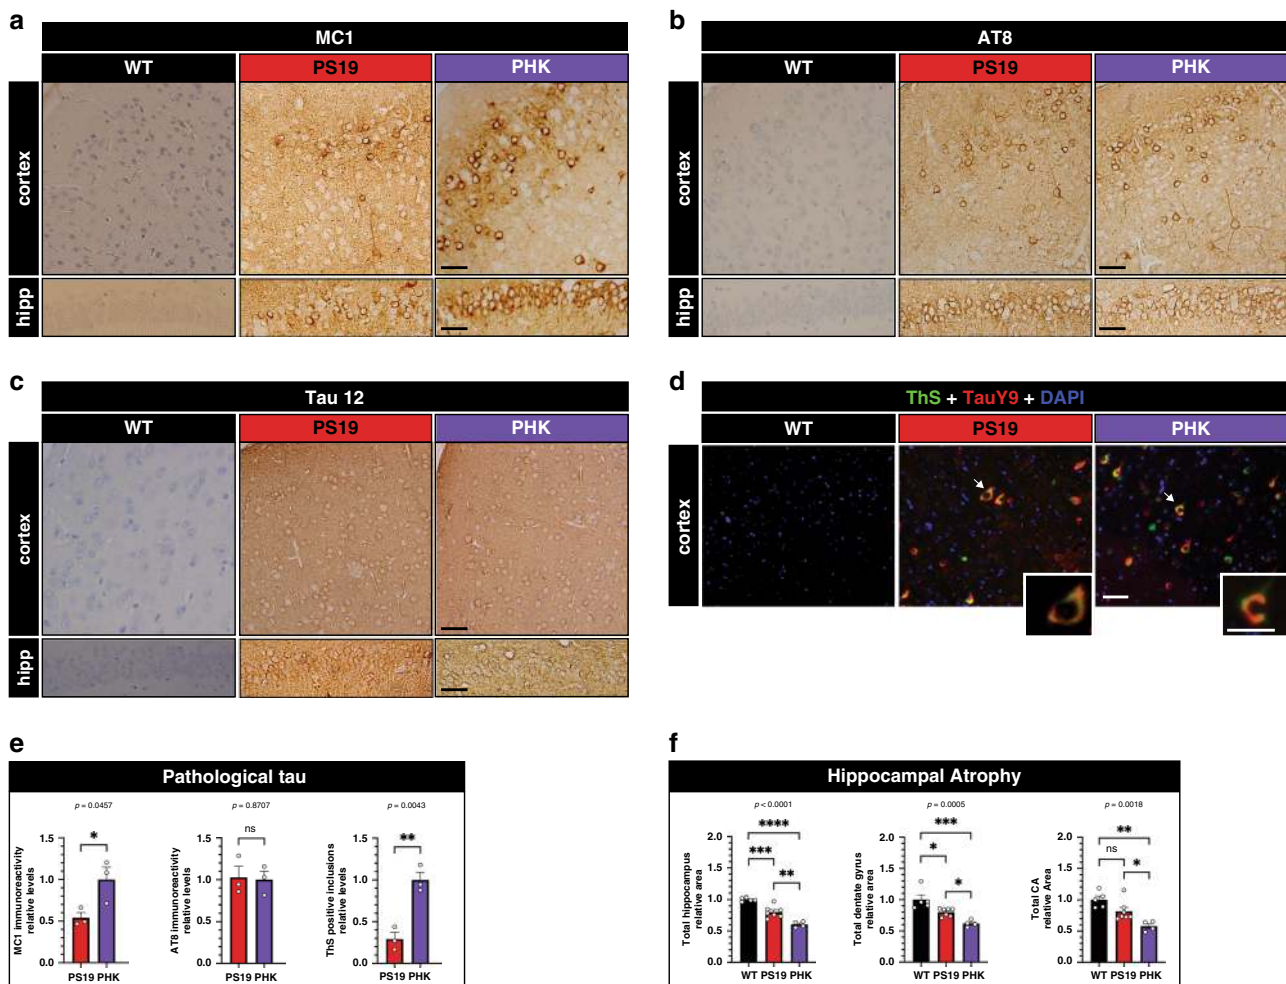 a
MC1
WT PS19 PHK
cortex
hipp
b
AT8
WT PS19 PHK
cortex
hipp
c
Tau 12
WT PS19 PHK
cortex
hipp
d
ThS + TauY9 + DAPI
WT PS19 PHK
cortex
e
Pathological tau
p = 0.0457
*
MC1 immunoreactivity
relative levels
1.5
1.0
0.5
0.0
PS19 PHK
p = 0.8707
ns
AT8 immunoreactivity
relative levels
1.5
1.0
0.5
0.0
PS19 PHK
p = 0.0043
**
ThS positive inclusions
relative levels
1.5
1.0
0.5
0.0
PS19 PHK
f
Hippocampal Atrophy
p < 0.0001
****
***
**
Total hippocampus
relative area
2.0
1.5
1.0
0.5
0.0
WT PS19 PHK
p = 0.0005
***
*
*
Total dentate gyrus
relative area
2.0
1.5
1.0
0.5
0.0
WT PS19 PHK
p = 0.0018
**
ns
*
Total CA
relative Area
2.0
1.5
1.0
0.5
0.0
WT PS19 PHK